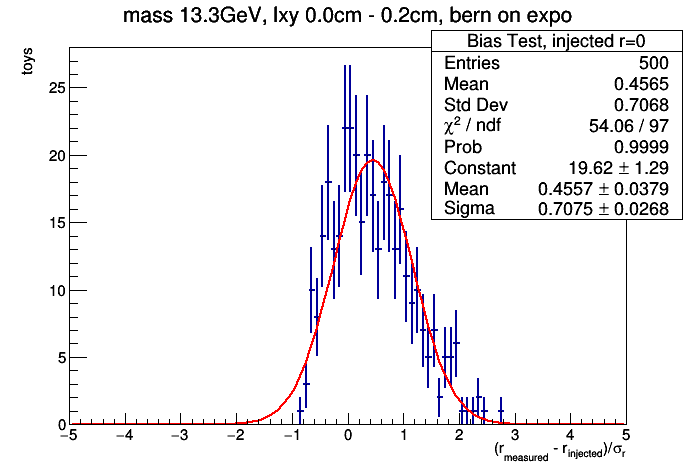 mass 13.3GeV, lxy 0.0cm - 0.2cm, bern on expo
Bias Test, injected r=0
Entries 500
Mean 0.4565
Std Dev 0.7068
χ² / ndf 54.06 / 97
Prob 0.9999
Constant 19.62 ± 1.29
Mean 0.4557 ± 0.0379
Sigma 0.7075 ± 0.0268
toys
25
20
15
10
5
0
−5 −4 −3 −2 −1 0 1 2 3 4 5
(r_measured - r_injected)/σ_r